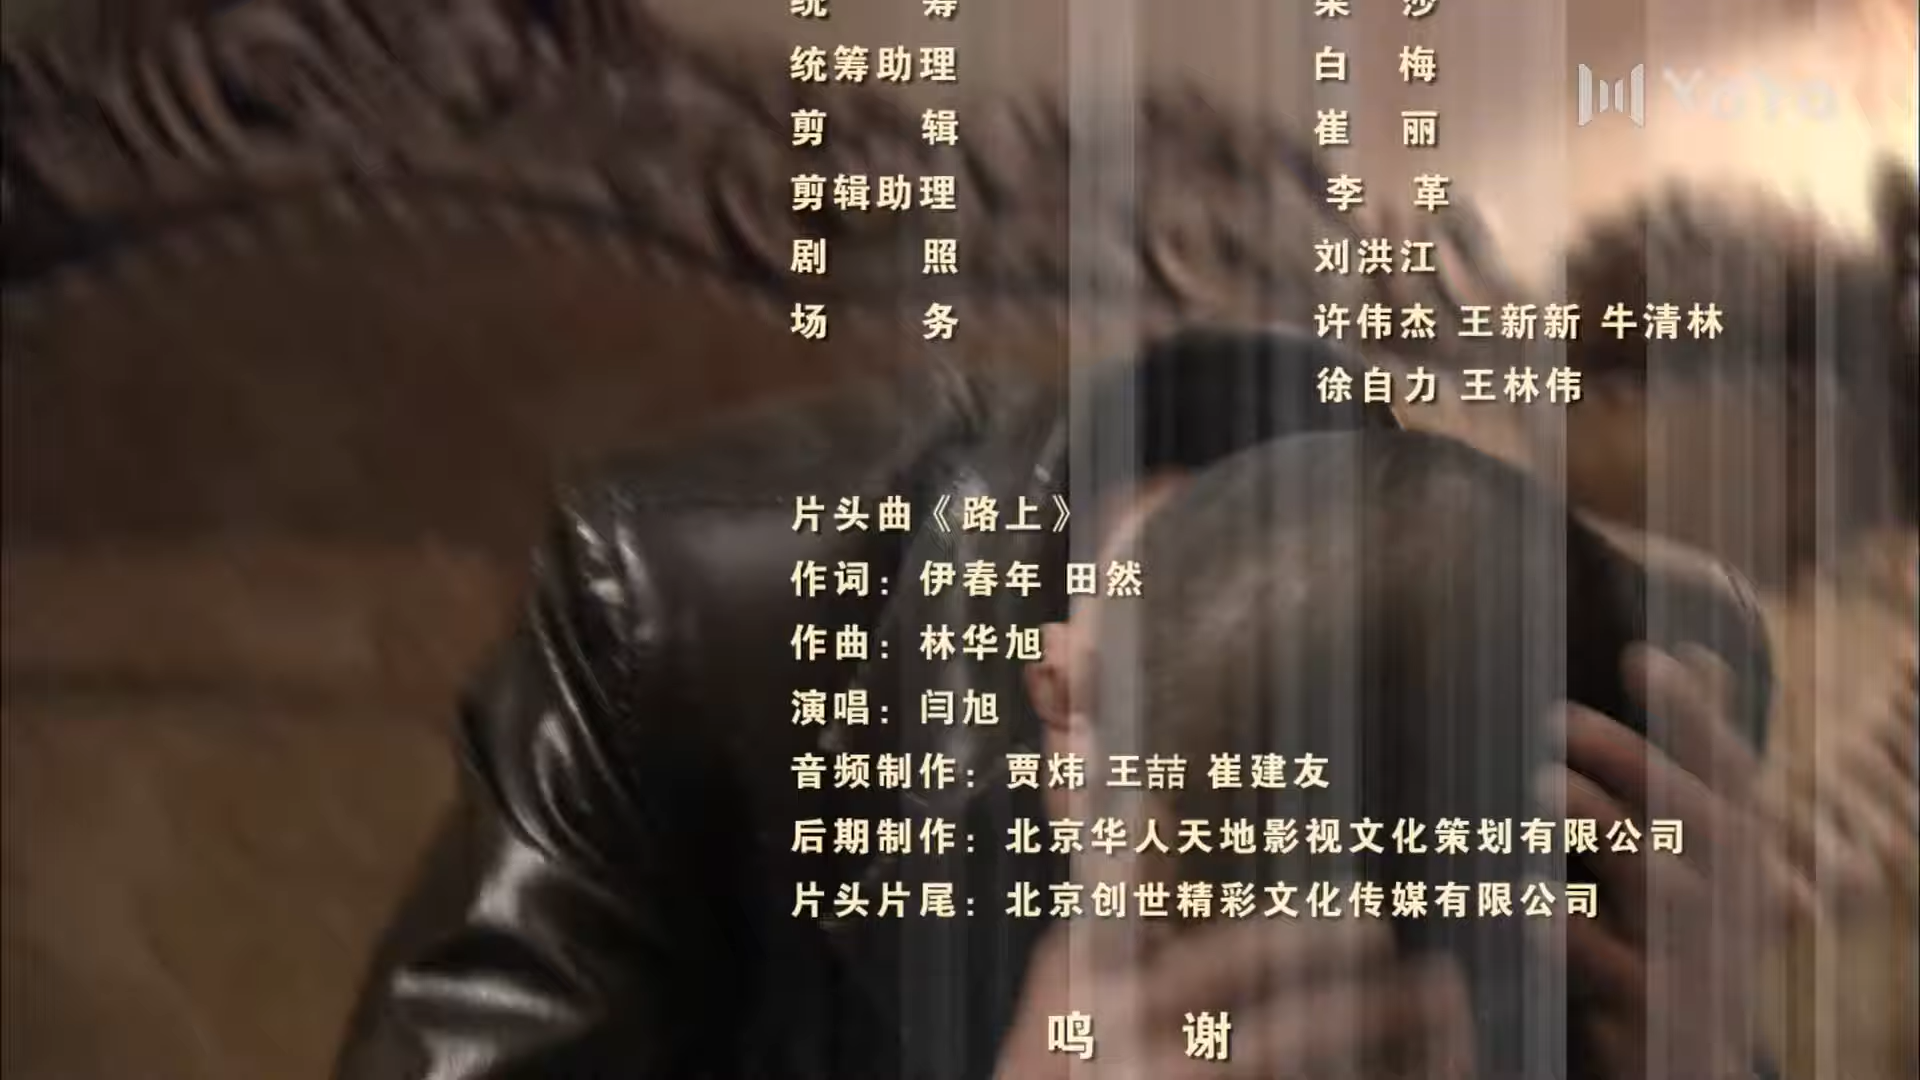 统 筹 梁 莎
统筹助理 白 梅
剪 辑 崔 丽
剪辑助理 李 革
剧 照 刘洪江
场 务 许伟杰 王新新 牛清林
徐自力 王林伟
片头曲《路上》
作词：伊春年 田然
作曲：林华旭
演唱：闫旭
音频制作：贾炜 王喆 崔建友
后期制作：北京华人天地影视文化策划有限公司
片头片尾：北京创世精彩文化传媒有限公司
鸣 谢